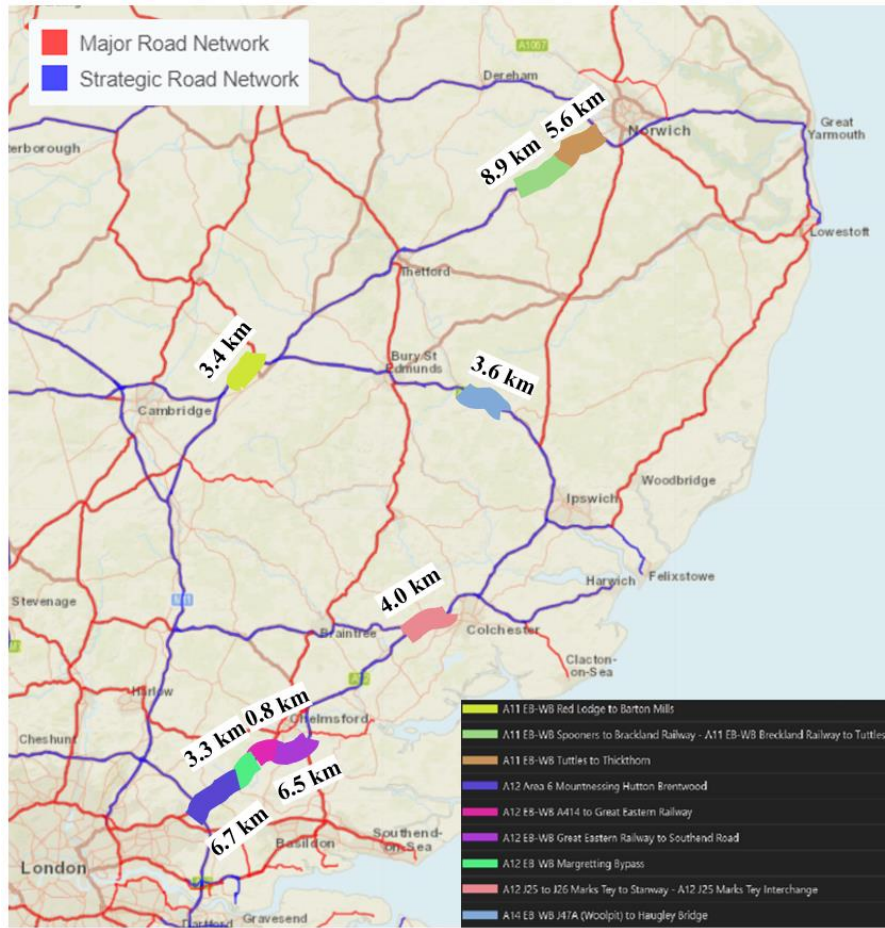 Major Road Network
Strategic Road Network
A1067
Dereham
5.6 km
Norwich
Great
Yarmouth
8.9 km
terborough
Lowestoft
Thetford
3.4 km
Bury St
Edmunds
3.6 km
Cambridge
Woodbridge
Ipswich
Felixstowe
Harwich
Stevenage
4.0 km
Braintree
Colchester
Clacton-
on-Sea
Harlow
0.8 km
Chelmsford
3.3 km
Cheshunt
6.5 km
6.7 km
Basildon
Southend-
on-Sea
London
Dartford
Gravesend
A11 EB-WB Red Lodge to Barton Mills
A11 EB-WB Spooners to Brackland Railway - A11 EB-WB Breckland Railway to Tuttles
A11 EB-WB Tuttles to Thickthorn
A12 Area 6 Mountnessing Hutton Brentwood
A12 EB-WB A414 to Great Eastern Railway
A12 EB-WB Great Eastern Railway to Southend Road
A12 EB-WB Margretting Bypass
A12 J25 to J26 Marks Tey to Stanway - A12 J25 Marks Tey Interchange
A14 EB-WB J47A (Woolpit) to Haugley Bridge